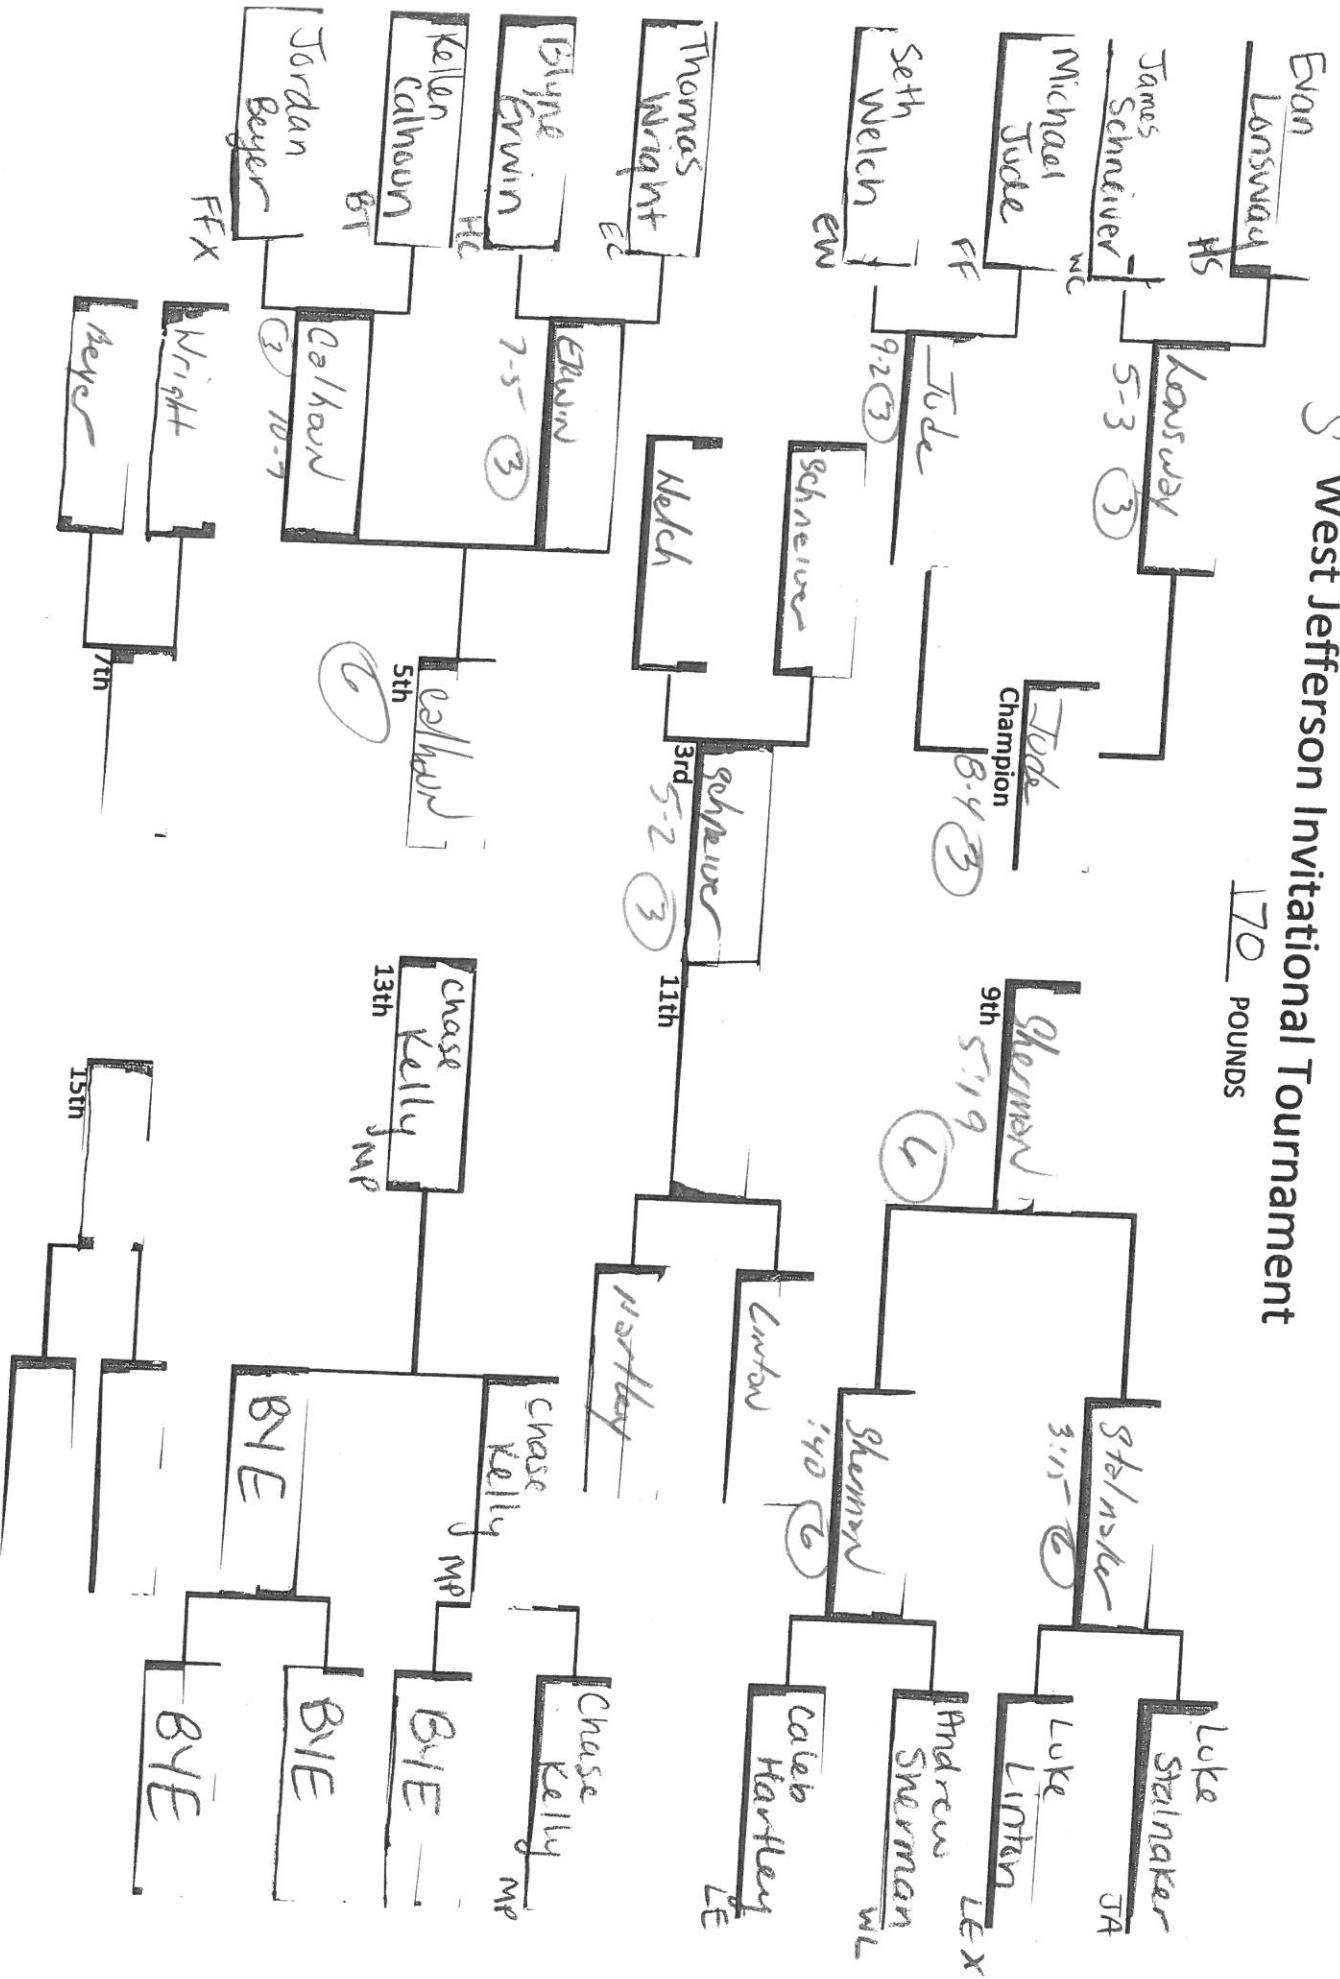 West Jefferson Invitational Tournament
170 POUNDS
Evan
Lonsway
HS
James
Schneiver
WC
Michael
Jude
FF
Seth
Welch
EW
Thomas
Wright
EC
Blyne
Erwin
HC
Kellen
Calhoun
BT
Jordan
Beyer
FFX
Lonsway
5-3 3
Jude
9-2 3
ERWIN
7-5 3
Calhoun
3 10-7
Schneiver
Welch
Wright
Beyer
Jude
Champion
8-4 3
Schneiver
3rd
5-2 3
Calhoun
5th
6
7th
Sherman
9th
5:19
6
11th
Chase
Kelly
MP
13th
15th
Stalnaker
3:15 6
Sherman
:40 6
Linton
Hartley
Chase
Kelly
MP
BYE
Luke
Stalnaker
JA
Luke
Linton
LEX
Andrew
Sherman
WL
Caleb
Hartley
LE
Chase
Kelly
MP
BYE
BYE
BYE